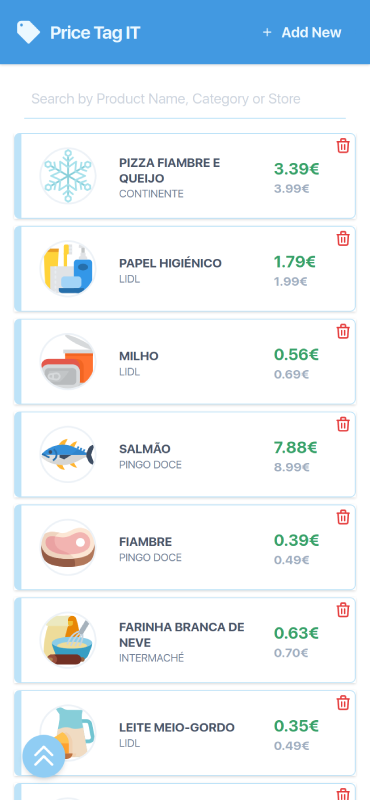 Price Tag IT
+ Add New
Search by Product Name, Category or Store
PIZZA FIAMBRE E
QUEIJO
CONTINENTE
3.39€
3.99€
PAPEL HIGIÉNICO
LIDL
1.79€
1.99€
MILHO
LIDL
0.56€
0.69€
SALMÃO
PINGO DOCE
7.88€
8.99€
FIAMBRE
PINGO DOCE
0.39€
0.49€
FARINHA BRANCA DE
NEVE
INTERMACHÉ
0.63€
0.70€
LEITE MEIO-GORDO
LIDL
0.35€
0.49€